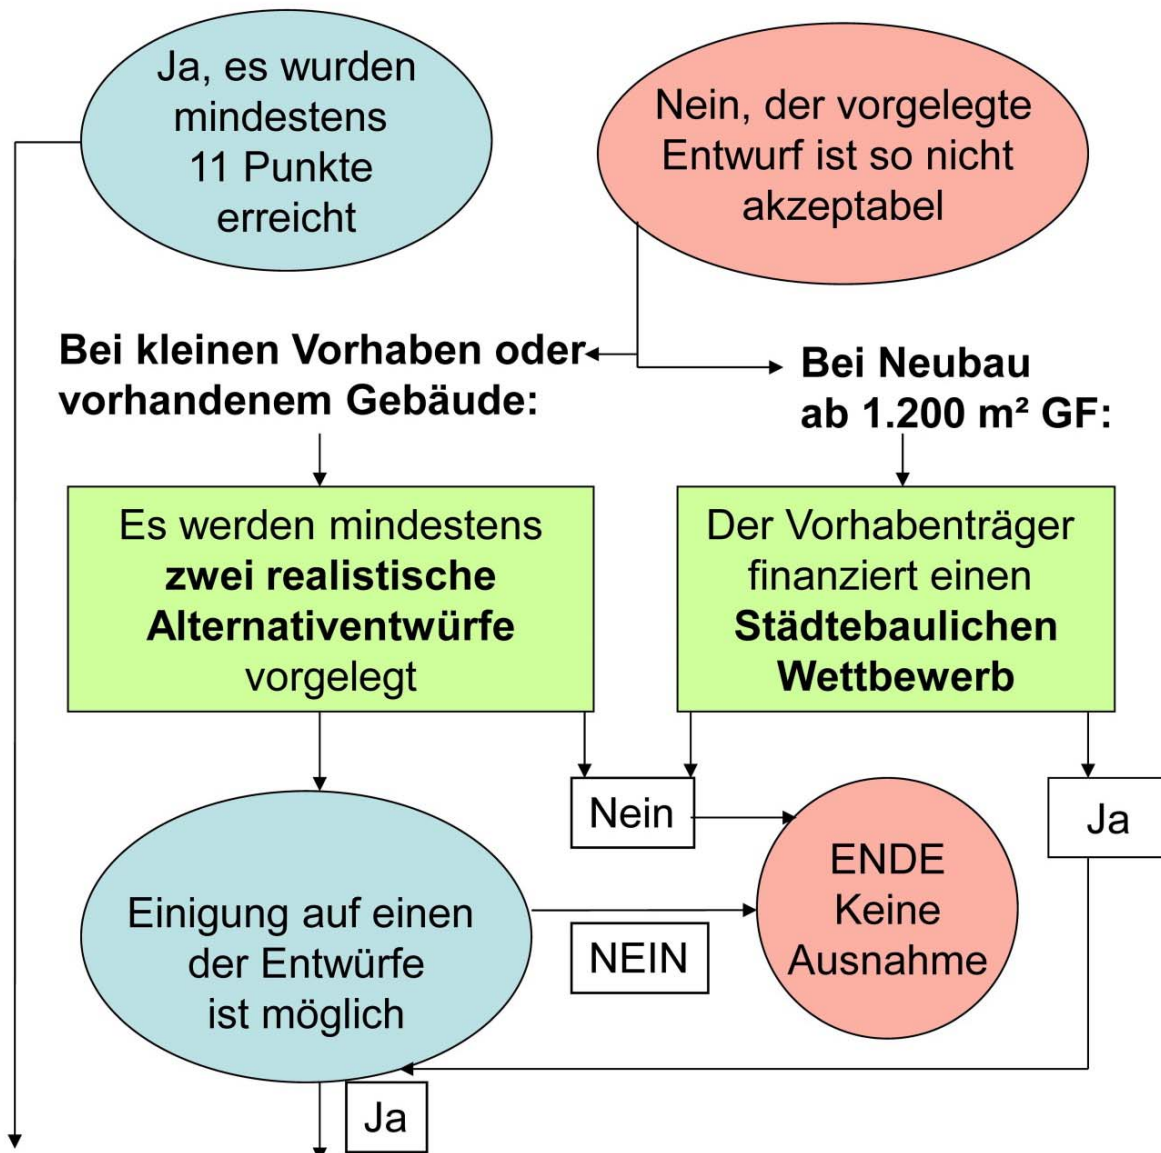 Ja, es wurden
mindestens
11 Punkte
erreicht
Nein, der vorgelegte
Entwurf ist so nicht
akzeptabel
Bei kleinen Vorhaben oder
vorhandenem Gebäude:
Bei Neubau
ab 1.200 m² GF:
Es werden mindestens
zwei realistische
Alternativentwürfe
vorgelegt
Der Vorhabenträger
finanziert einen
Städtebaulichen
Wettbewerb
Nein
Ja
ENDE
Keine
Ausnahme
Einigung auf einen
der Entwürfe
ist möglich
NEIN
Ja